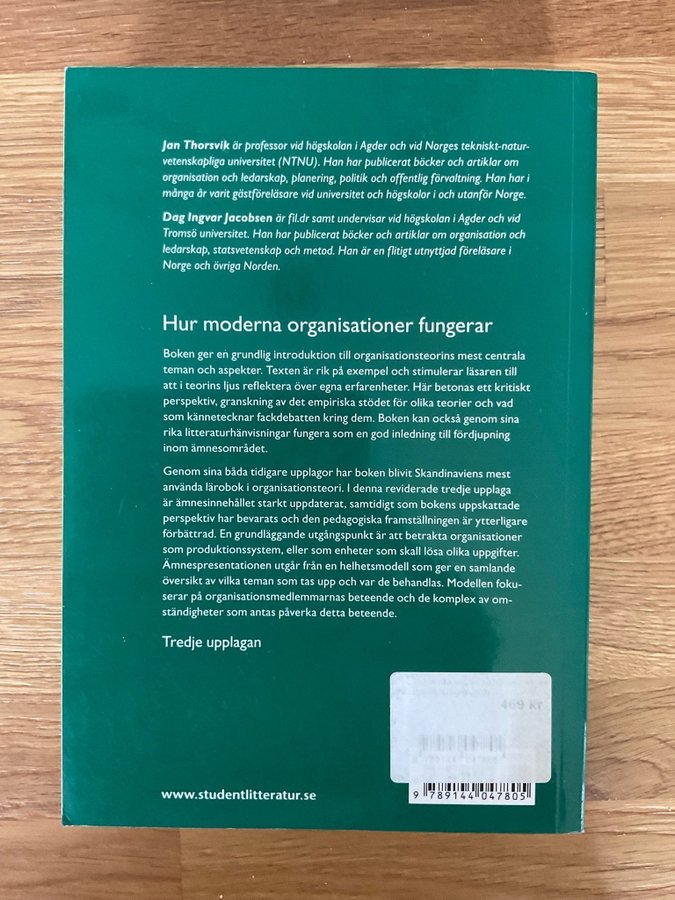 Jan Thorsvik är professor vid högskolan i Agder och vid Norges tekniskt-natur-
vetenskapliga universitet (NTNU). Han har publicerat böcker och artiklar om
organisation och ledarskap, planering, politik och offentlig förvaltning. Han har i
många år varit gästföreläsare vid universitet och högskolor i och utanför Norge.
Dag Ingvar Jacobsen är fil.dr samt undervisar vid högskolan i Agder och vid
Tromsö universitet. Han har publicerat böcker och artiklar om organisation och
ledarskap, statsvetenskap och metod. Han är en flitigt utnyttjad föreläsare i
Norge och övriga Norden.
Hur moderna organisationer fungerar
Boken ger en grundlig introduktion till organisationsteorins mest centrala
teman och aspekter. Texten är rik på exempel och stimulerar läsaren till
att i teorins ljus reflektera över egna erfarenheter. Här betonas ett kritiskt
perspektiv, granskning av det empiriska stödet för olika teorier och vad
som kännetecknar fackdebatten kring dem. Boken kan också genom sina
rika litteraturhänvisningar fungera som en god inledning till fördjupning
inom ämnesområdet.
Genom sina båda tidigare upplagor har boken blivit Skandinaviens mest
använda lärobok i organisationsteori. I denna reviderade tredje upplaga
är ämnesinnehållet starkt uppdaterat, samtidigt som bokens uppskattade
perspektiv har bevarats och den pedagogiska framställningen är ytterligare
förbättrad. En grundläggande utgångspunkt är att betrakta organisationer
som produktionssystem, eller som enheter som skall lösa olika uppgifter.
Ämnespresentationen utgår från en helhetsmodell som ger en samlande
översikt av vilka teman som tas upp och var de behandlas. Modellen foku-
serar på organisationsmedlemmarnas beteende och de komplex av om-
ständigheter som antas påverka detta beteende.
Tredje upplagan
469 kr
www.studentlitteratur.se
9 789144 047805